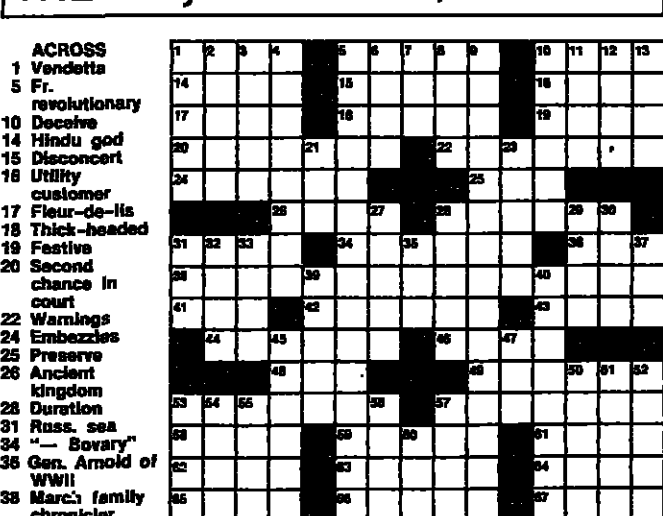 ACROSS
1 Vendetta
5 Fr.
revolutionary
10 Deceive
14 Hindu god
15 Disconcert
16 Utility
customer
17 Fleur-de-lis
18 Thick-headed
19 Festive
20 Second
chance in
court
22 Warnings
24 Embezzles
25 Preserve
26 Ancient
kingdom
28 Duration
31 Russ. sea
34 "— Bovary"
36 Gen. Arnold of
WWII
38 March family
chronicler
1 2 3 4 5 6 7 8 9 10 11 12 13
14 15 16
17 18 19
20 21 22 23
24 25
26 27 28 29 30
31 32 33 34 35 36 37
38 39 40
41 42 43
44 45 46 47
48 49 50 51 52
53 54 55 56 57
58 59 60 61
62 63 64
65 66 67